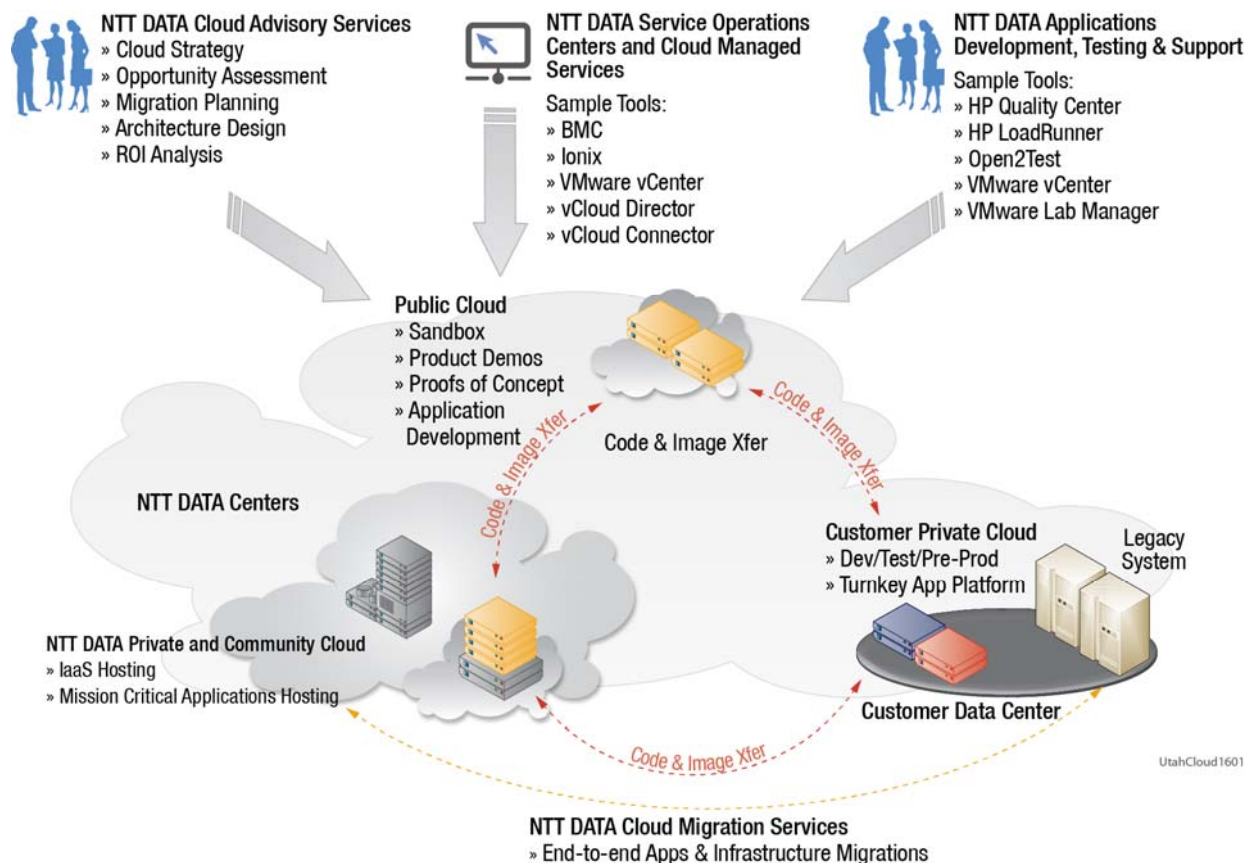 NTT DATA Cloud Advisory Services
» Cloud Strategy
» Opportunity Assessment
» Migration Planning
» Architecture Design
» ROI Analysis
NTT DATA Service Operations
Centers and Cloud Managed
Services
Sample Tools:
» BMC
» Ionix
» VMware vCenter
» vCloud Director
» vCloud Connector
NTT DATA Applications
Development, Testing & Support
Sample Tools:
» HP Quality Center
» HP LoadRunner
» Open2Test
» VMware vCenter
» VMware Lab Manager
Public Cloud
» Sandbox
» Product Demos
» Proofs of Concept
» Application
Development
Code & Image Xfer
Code & Image Xfer
Code & Image Xfer
NTT DATA Centers
NTT DATA Private and Community Cloud
» IaaS Hosting
» Mission Critical Applications Hosting
Customer Private Cloud
» Dev/Test/Pre-Prod
» Turnkey App Platform
Legacy
System
Customer Data Center
Code & Image Xfer
UtahCloud1601
NTT DATA Cloud Migration Services
» End-to-end Apps & Infrastructure Migrations